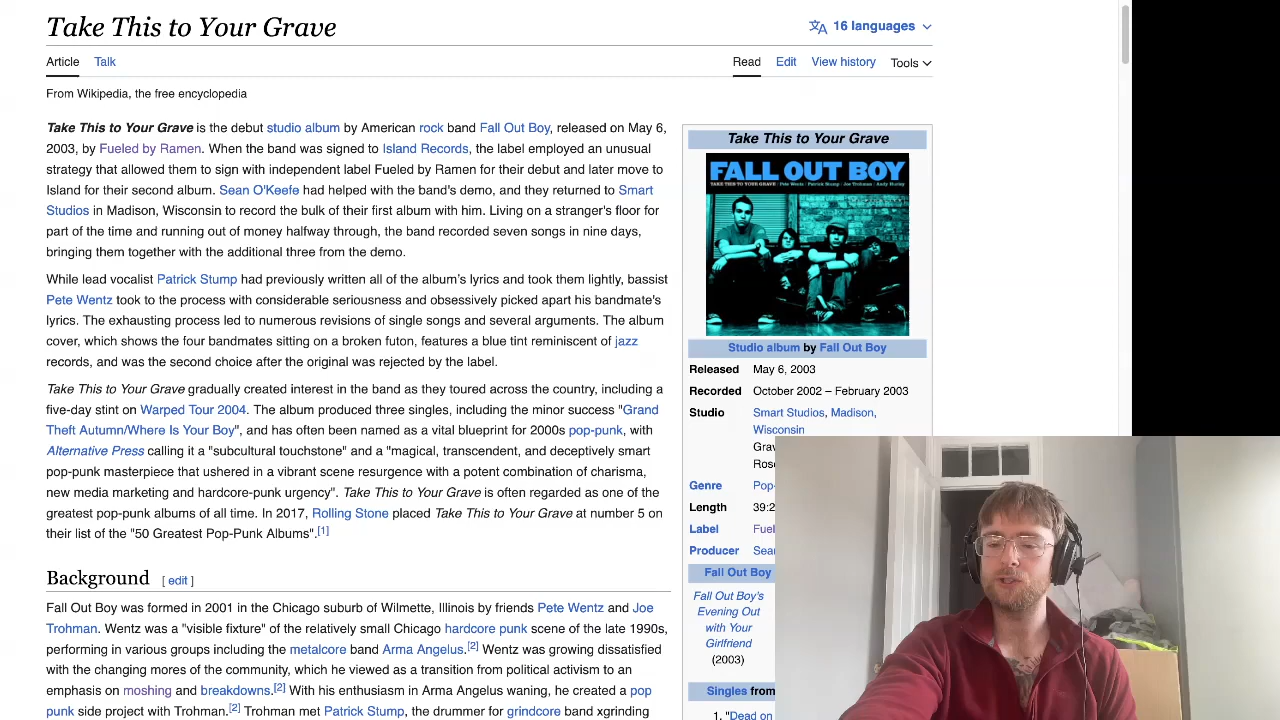 Take This to Your Grave
16 languages
Article Talk
Read Edit View history Tools
From Wikipedia, the free encyclopedia
Take This to Your Grave is the debut studio album by American rock band Fall Out Boy, released on May 6,
2003, by Fueled by Ramen. When the band was signed to Island Records, the label employed an unusual
strategy that allowed them to sign with independent label Fueled by Ramen for their debut and later move to
Island for their second album. Sean O'Keefe had helped with the band's demo, and they returned to Smart
Studios in Madison, Wisconsin to record the bulk of their first album with him. Living on a stranger's floor for
part of the time and running out of money halfway through, the band recorded seven songs in nine days,
bringing them together with the additional three from the demo.
While lead vocalist Patrick Stump had previously written all of the album's lyrics and took them lightly, bassist
Pete Wentz took to the process with considerable seriousness and obsessively picked apart his bandmate's
lyrics. The exhausting process led to numerous revisions of single songs and several arguments. The album
cover, which shows the four bandmates sitting on a broken futon, features a blue tint reminiscent of jazz
records, and was the second choice after the original was rejected by the label.
Take This to Your Grave gradually created interest in the band as they toured across the country, including a
five-day stint on Warped Tour 2004. The album produced three singles, including the minor success "Grand
Theft Autumn/Where Is Your Boy", and has often been named as a vital blueprint for 2000s pop-punk, with
Alternative Press calling it a "subcultural touchstone" and a "magical, transcendent, and deceptively smart
pop-punk masterpiece that ushered in a vibrant scene resurgence with a potent combination of charisma,
new media marketing and hardcore-punk urgency". Take This to Your Grave is often regarded as one of the
greatest pop-punk albums of all time. In 2017, Rolling Stone placed Take This to Your Grave at number 5 on
their list of the "50 Greatest Pop-Punk Albums".[1]
Background [ edit ]
Fall Out Boy was formed in 2001 in the Chicago suburb of Wilmette, Illinois by friends Pete Wentz and Joe
Trohman. Wentz was a "visible fixture" of the relatively small Chicago hardcore punk scene of the late 1990s,
performing in various groups including the metalcore band Arma Angelus.[2] Wentz was growing dissatisfied
with the changing mores of the community, which he viewed as a transition from political activism to an
emphasis on moshing and breakdowns.[2] With his enthusiasm in Arma Angelus waning, he created a pop
punk side project with Trohman.[2] Trohman met Patrick Stump, the drummer for grindcore band xgrinding
Take This to Your Grave
FALL OUT BOY
TAKE THIS TO YOUR GRAVE Pete Wentz Patrick Stump Joe Trohman Andy Hurley
Studio album by Fall Out Boy
Released May 6, 2003
Recorded October 2002 – February 2003
Studio Smart Studios, Madison,
Wisconsin
Grav
Rose
Genre Pop-
Length 39:2
Label Fuel
Producer Sean
Fall Out Boy
Fall Out Boy's
Evening Out
with Your
Girlfriend
(2003)
Singles from
1. "Dead on